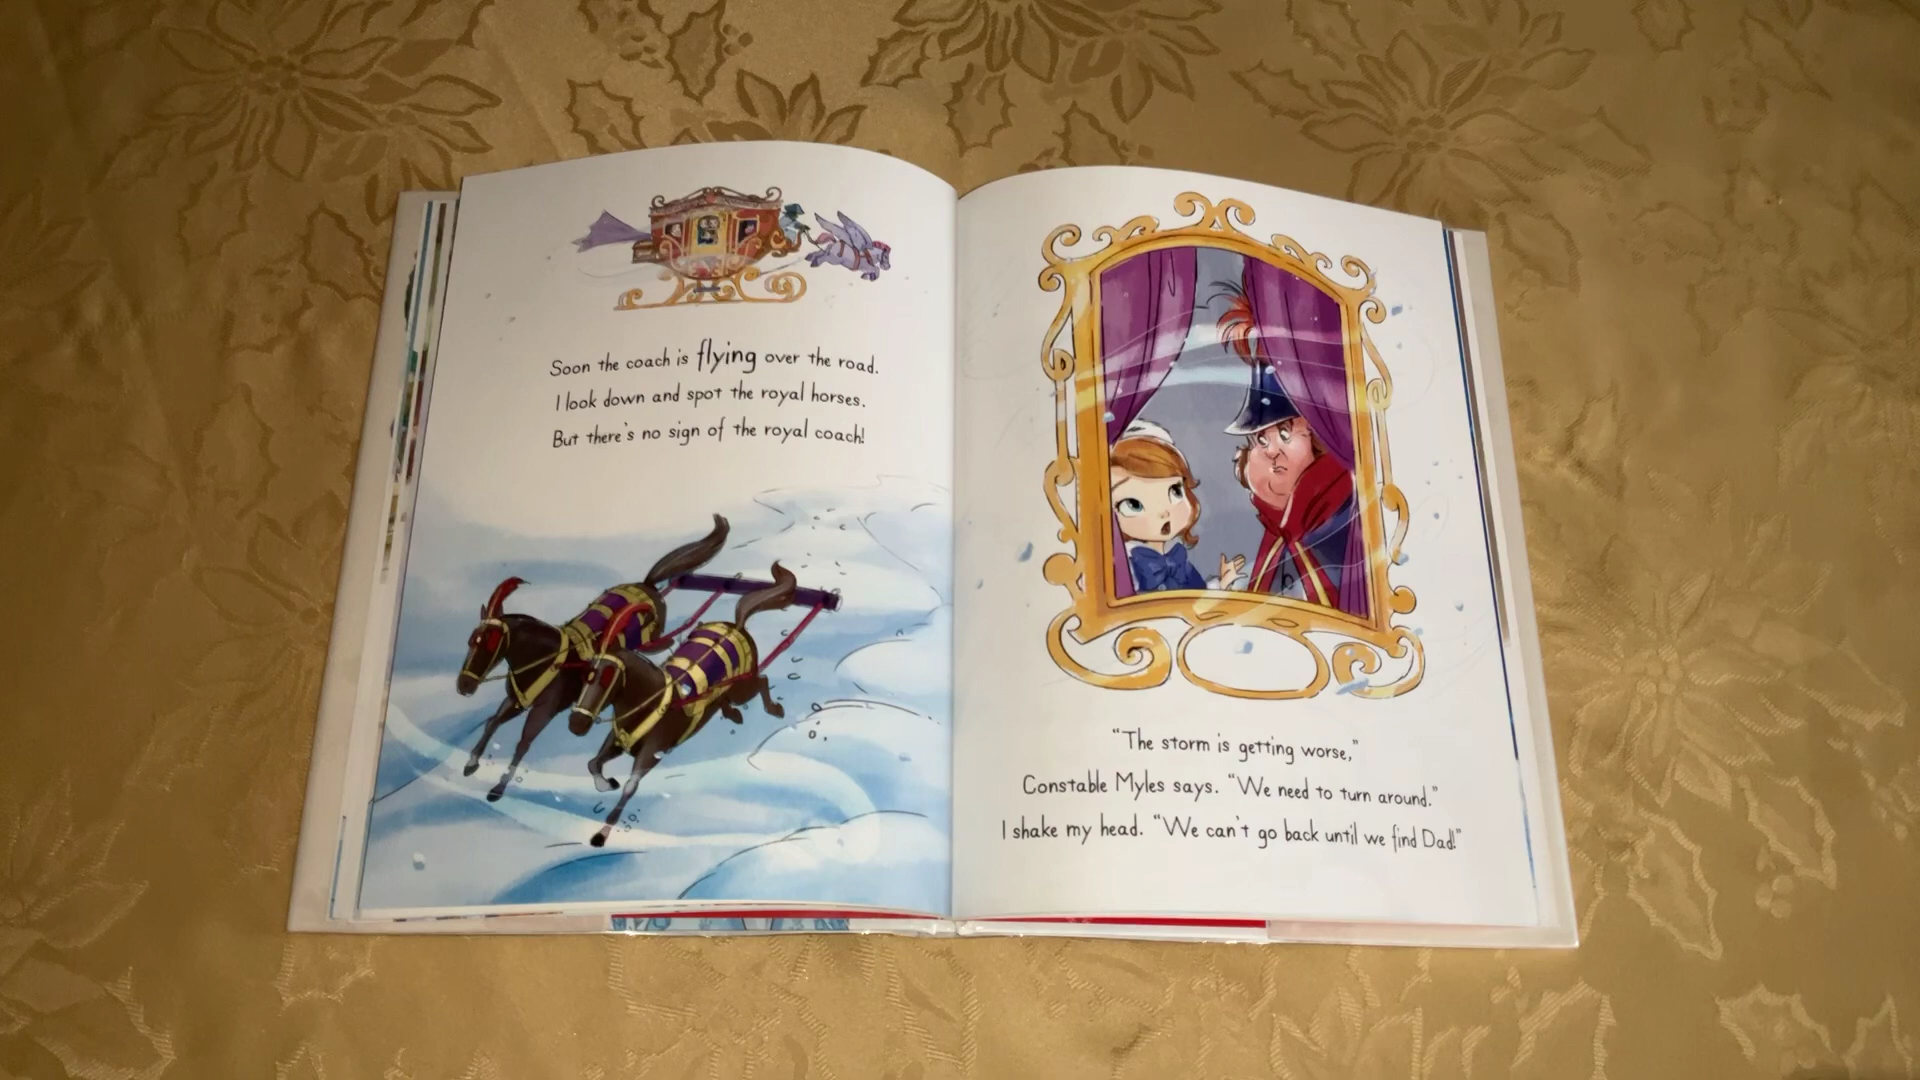 Soon the coach is flying over the road.
I look down and spot the royal horses.
But there's no sign of the royal coach!
"The storm is getting worse,"
Constable Myles says. "We need to turn around."
I shake my head. "We can't go back until we find Dad!"